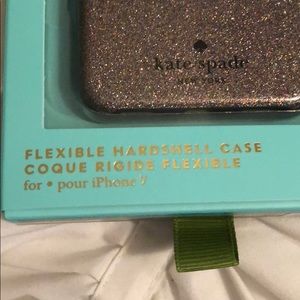 kate spade
NEW YORK
FLEXIBLE HARDSHELL CASE
COQUE RIGIDE FLEXIBLE
for • pour iPhone 7